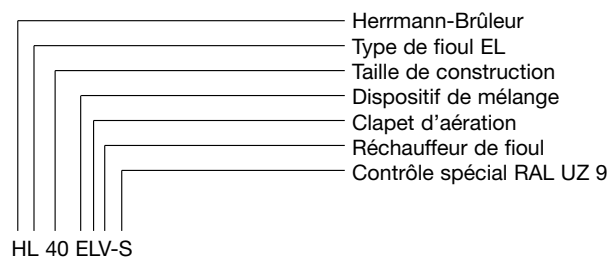 Herrmann-Brûleur
Type de fioul EL
Taille de construction
Dispositif de mélange
Clapet d’aération
Réchauffeur de fioul
Contrôle spécial RAL UZ 9
HL 40 ELV-S